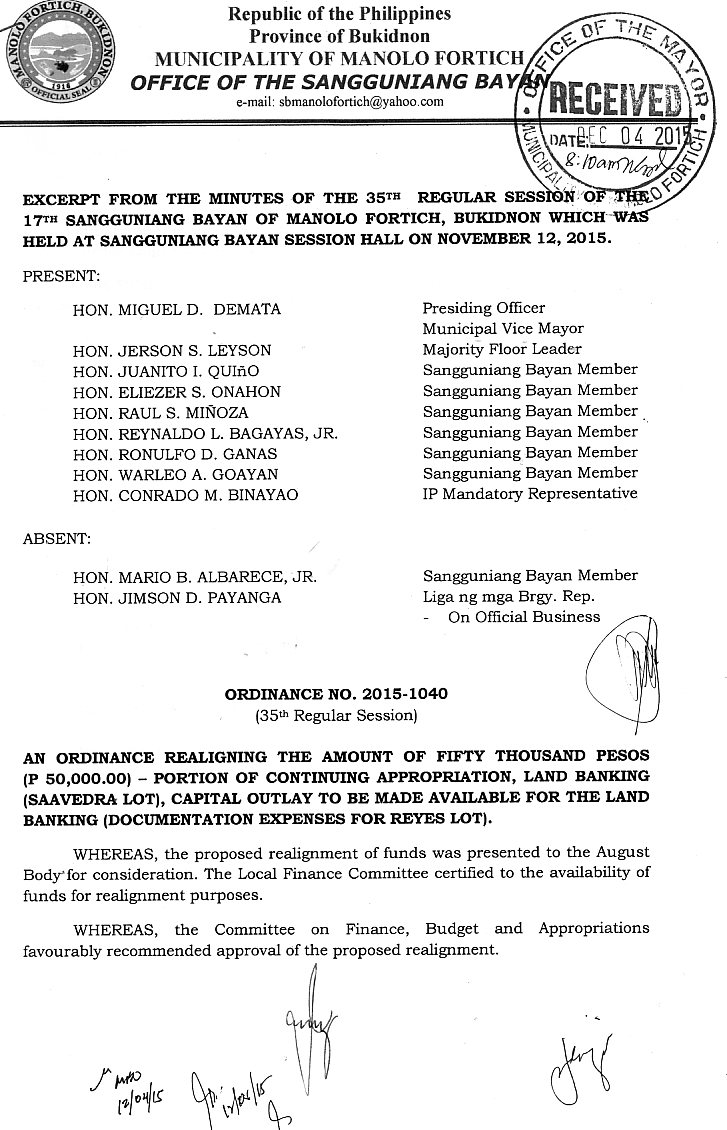 MANOLO FORTICH, BUKIDNON
1916
OFFICIAL SEAL
Republic of the Philippines
Province of Bukidnon
MUNICIPALITY OF MANOLO FORTICH
OFFICE OF THE SANGGUNIANG BAYAN
e-mail: sbmanolofortich@yahoo.com
OFFICE OF THE MAYOR
RECEIVED
DATE: DEC 04 2015
8:10am
MUNICIPAL MANOLO FORTICH
EXCERPT FROM THE MINUTES OF THE 35TH REGULAR SESSION OF THE
17TH SANGGUNIANG BAYAN OF MANOLO FORTICH, BUKIDNON WHICH WAS
HELD AT SANGGUNIANG BAYAN SESSION HALL ON NOVEMBER 12, 2015.
PRESENT:
HON. MIGUEL D. DEMATA Presiding Officer
Municipal Vice Mayor
HON. JERSON S. LEYSON Majority Floor Leader
HON. JUANITO I. QUIñO Sangguniang Bayan Member
HON. ELIEZER S. ONAHON Sangguniang Bayan Member
HON. RAUL S. MIÑOZA Sangguniang Bayan Member
HON. REYNALDO L. BAGAYAS, JR. Sangguniang Bayan Member
HON. RONULFO D. GANAS Sangguniang Bayan Member
HON. WARLEO A. GOAYAN Sangguniang Bayan Member
HON. CONRADO M. BINAYAO IP Mandatory Representative
ABSENT:
HON. MARIO B. ALBARECE, JR. Sangguniang Bayan Member
HON. JIMSON D. PAYANGA Liga ng mga Brgy. Rep.
- On Official Business
ORDINANCE NO. 2015-1040
(35th Regular Session)
AN ORDINANCE REALIGNING THE AMOUNT OF FIFTY THOUSAND PESOS
(P 50,000.00) – PORTION OF CONTINUING APPROPRIATION, LAND BANKING
(SAAVEDRA LOT), CAPITAL OUTLAY TO BE MADE AVAILABLE FOR THE LAND
BANKING (DOCUMENTATION EXPENSES FOR REYES LOT).
WHEREAS, the proposed realignment of funds was presented to the August
Body for consideration. The Local Finance Committee certified to the availability of
funds for realignment purposes.
WHEREAS, the Committee on Finance, Budget and Appropriations
favourably recommended approval of the proposed realignment.
12/04/15
12/04/15